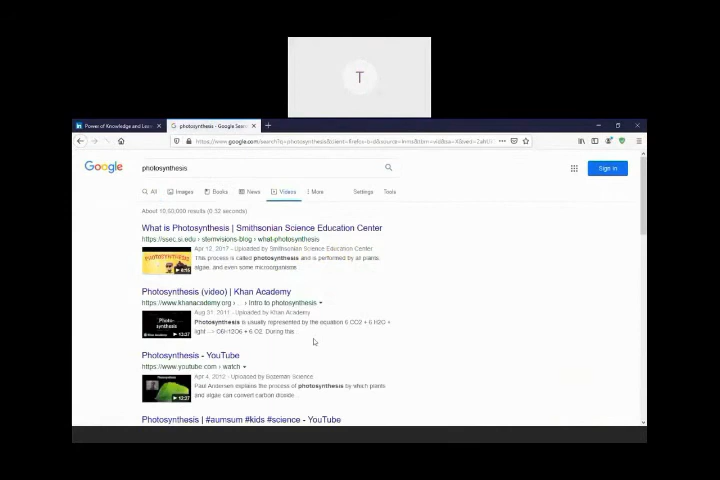 T
Power of Knowledge and Lear
photosynthesis - Google Sear
https://www.google.com/search?q=photosynthesis&client=firefox-b-d&source=lnms&tbm=vid&sa=X&ved=2ahU
Google
photosynthesis
Sign in
All
Images
Books
News
Videos
More
Settings
Tools
About 10,50,000 results (0.32 seconds)
What is Photosynthesis | Smithsonian Science Education Center
https://ssec.si.edu › stemvisions-blog › what-photosynthesis
PHOTOSYNTHESIS
Apr 12, 2017 - Uploaded by Smithsonian Science Education Center
This process is called photosynthesis and is performed by all plants,
algae, and even some microorganisms.
Photosynthesis (video) | Khan Academy
https://www.khanacademy.org › ... › Intro to photosynthesis
Photo-
synthesis
12:27
Aug 31, 2011 - Uploaded by Khan Academy
Photosynthesis is usually represented by the equation 6 CO2 + 6 H2O +
light --> C6H12O6 + 6 O2. During this
Photosynthesis - YouTube
https://www.youtube.com › watch
12:27
Apr 4, 2012 - Uploaded by Bozeman Science
Paul Andersen explains the process of photosynthesis by which plants
and algae can convert carbon dioxide ...
Photosynthesis | #aumsum #kids #science - YouTube